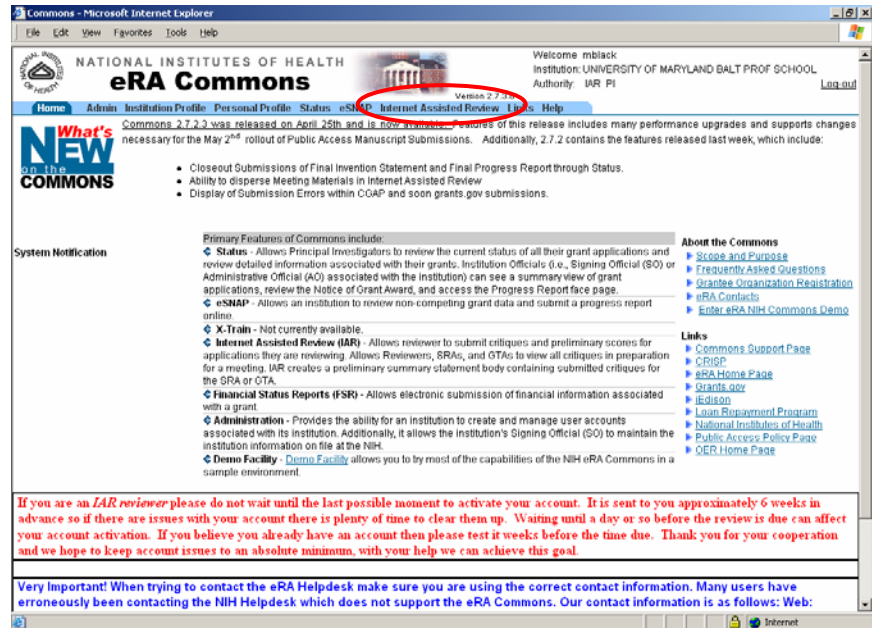 Commons - Microsoft Internet Explorer
File Edit View Favorites Tools Help
NATIONAL INSTITUTES OF HEALTH
eRA Commons
Version 2.7.3.
Welcome mblack
Institution: UNIVERSITY OF MARYLAND BALT PROF SCHOOL
Authority: IAR PI
Log-out
Home Admin Institution Profile Personal Profile Status eSNAP Internet Assisted Review Links Help
What's
NEW
on the
COMMONS
Commons 2.7.2.3 was released on April 25th and is now available. Features of this release includes many performance upgrades and supports changes
necessary for the May 2nd rollout of Public Access Manuscript Submissions. Additionally, 2.7.2 contains the features released last week, which include:
• Closeout Submissions of Final Invention Statement and Final Progress Report through Status.
• Ability to disperse Meeting Materials in Internet Assisted Review
• Display of Submission Errors within CGAP and soon grants.gov submissions.
System Notification
Primary Features of Commons include:
Status - Allows Principal Investigators to review the current status of all their grant applications and
review detailed information associated with their grants. Institution Officials (i.e., Signing Official (SO) or
Administrative Official (AO) associated with the institution) can see a summary view of grant
applications, review the Notice of Grant Award, and access the Progress Report face page.
eSNAP - Allows an institution to review non-competing grant data and submit a progress report
online.
X-Train - Not currently available.
Internet Assisted Review (IAR) - Allows reviewer to submit critiques and preliminary scores for
applications they are reviewing. Allows Reviewers, SRAs, and GTAs to view all critiques in preparation
for a meeting. IAR creates a preliminary summary statement body containing submitted critiques for
the SRA or GTA.
Financial Status Reports (FSR) - Allows electronic submission of financial information associated
with a grant.
Administration - Provides the ability for an institution to create and manage user accounts
associated with its institution. Additionally, it allows the institution's Signing Official (SO) to maintain the
institution information on file at the NIH.
Demo Facility - Demo Facility allows you to try most of the capabilities of the NIH eRA Commons in a
sample environment.
About the Commons
Scope and Purpose
Frequently Asked Questions
Grantee Organization Registration
eRA Contacts
Enter eRA NIH Commons Demo
Links
Commons Support Page
CRISP
eRA Home Page
Grants.gov
iEdison
Loan Repayment Program
National Institutes of Health
Public Access Policy Page
OER Home Page
If you are an IAR reviewer please do not wait until the last possible moment to activate your account. It is sent to you approximately 6 weeks in
advance so if there are issues with your account there is plenty of time to clear them up. Waiting until a day or so before the review is due can affect
your account activation. If you believe you already have an account then please test it weeks before the time due. Thank you for your cooperation
and we hope to keep account issues to an absolute minimum, with your help we can achieve this goal.
Very Important! When trying to contact the eRA Helpdesk make sure you are using the correct contact information. Many users have
erroneously been contacting the NIH Helpdesk which does not support the eRA Commons. Our contact information is as follows: Web:
Internet